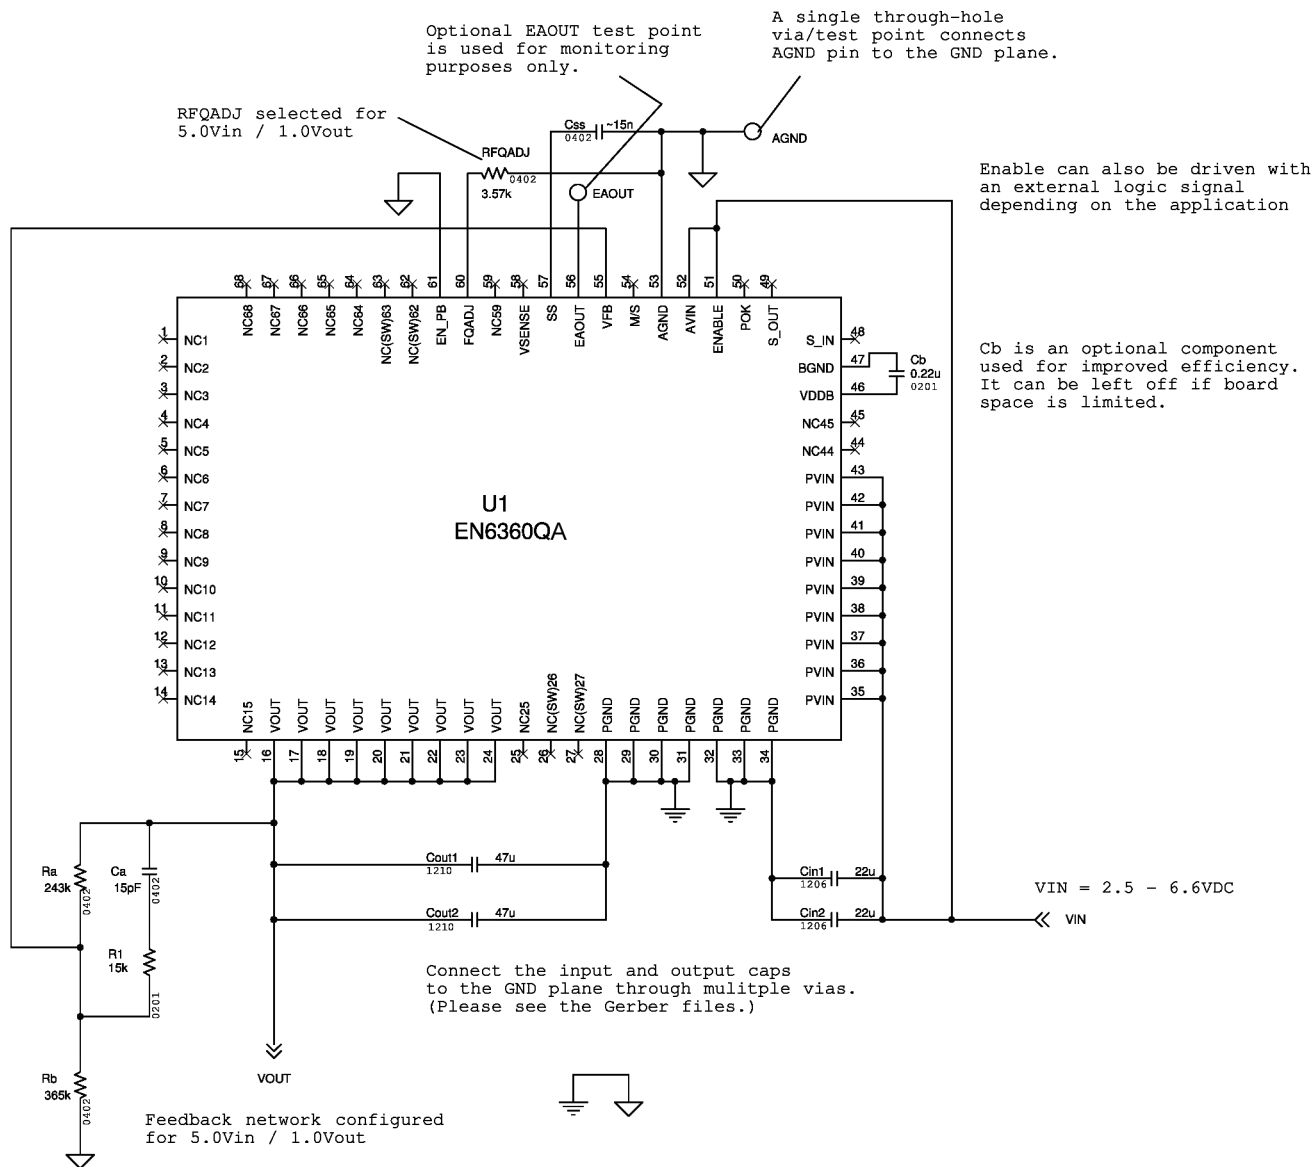 A single through-hole
via/test point connects
AGND pin to the GND plane.
Optional EAOUT test point
is used for monitoring
purposes only.
RFQADJ selected for
5.0Vin / 1.0Vout
Css
0402
~15n
AGND
RFQADJ
0402
3.57k
EAOUT
Enable can also be driven with
an external logic signal
depending on the application
68
67
66
65
64
63
62
61
60
59
58
57
56
55
54
53
52
51
50
49
NC68
NC67
NC66
NC65
NC64
NC(SW)63
NC(SW)62
EN_PB
FQADJ
NC59
VSENSE
SS
EAOUT
VFB
M/S
AGND
AVIN
ENABLE
POK
S_OUT
1 NC1
2 NC2
3 NC3
4 NC4
5 NC5
6 NC6
7 NC7
8 NC8
9 NC9
10 NC10
11 NC11
12 NC12
13 NC13
14 NC14
S_IN 48
BGND 47
VDDB 46
NC45 45
NC44 44
PVIN 43
PVIN 42
PVIN 41
PVIN 40
PVIN 39
PVIN 38
PVIN 37
PVIN 36
PVIN 35
Cb
0.22u
0201
Cb is an optional component
used for improved efficiency.
It can be left off if board
space is limited.
U1
EN6360QA
NC15
VOUT
VOUT
VOUT
VOUT
VOUT
VOUT
VOUT
VOUT
VOUT
NC25
NC(SW)26
NC(SW)27
PGND
PGND
PGND
PGND
PGND
PGND
PGND
15
16
17
18
19
20
21
22
23
24
25
26
27
28
29
30
31
32
33
34
Ra
243k
0402
Ca
15pF
0402
R1
15k
0201
Rb
365k
0402
Cout1
1210
47u
Cout2
1210
47u
Cin1
1206
22u
Cin2
1206
22u
VIN = 2.5 - 6.6VDC
VIN
Connect the input and output caps
to the GND plane through mulitple vias.
(Please see the Gerber files.)
VOUT
Feedback network configured
for 5.0Vin / 1.0Vout